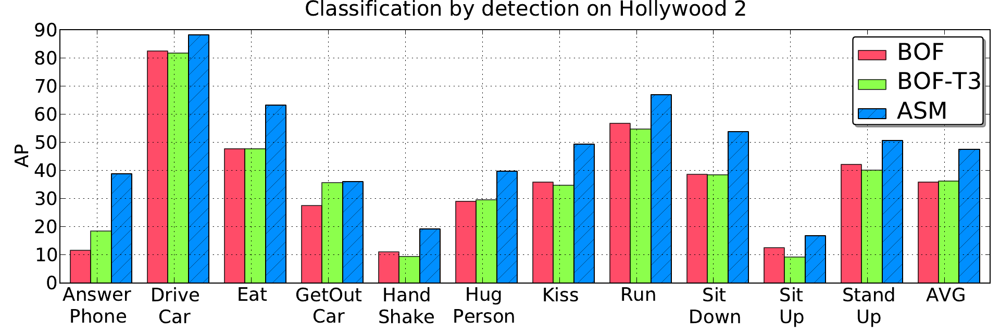 Classification by detection on Hollywood 2
AP
90
80
70
60
50
40
30
20
10
0
BOF
BOF-T3
ASM
Answer Phone
Drive Car
Eat
GetOut Car
Hand Shake
Hug Person
Kiss
Run
Sit Down
Sit Up
Stand Up
AVG